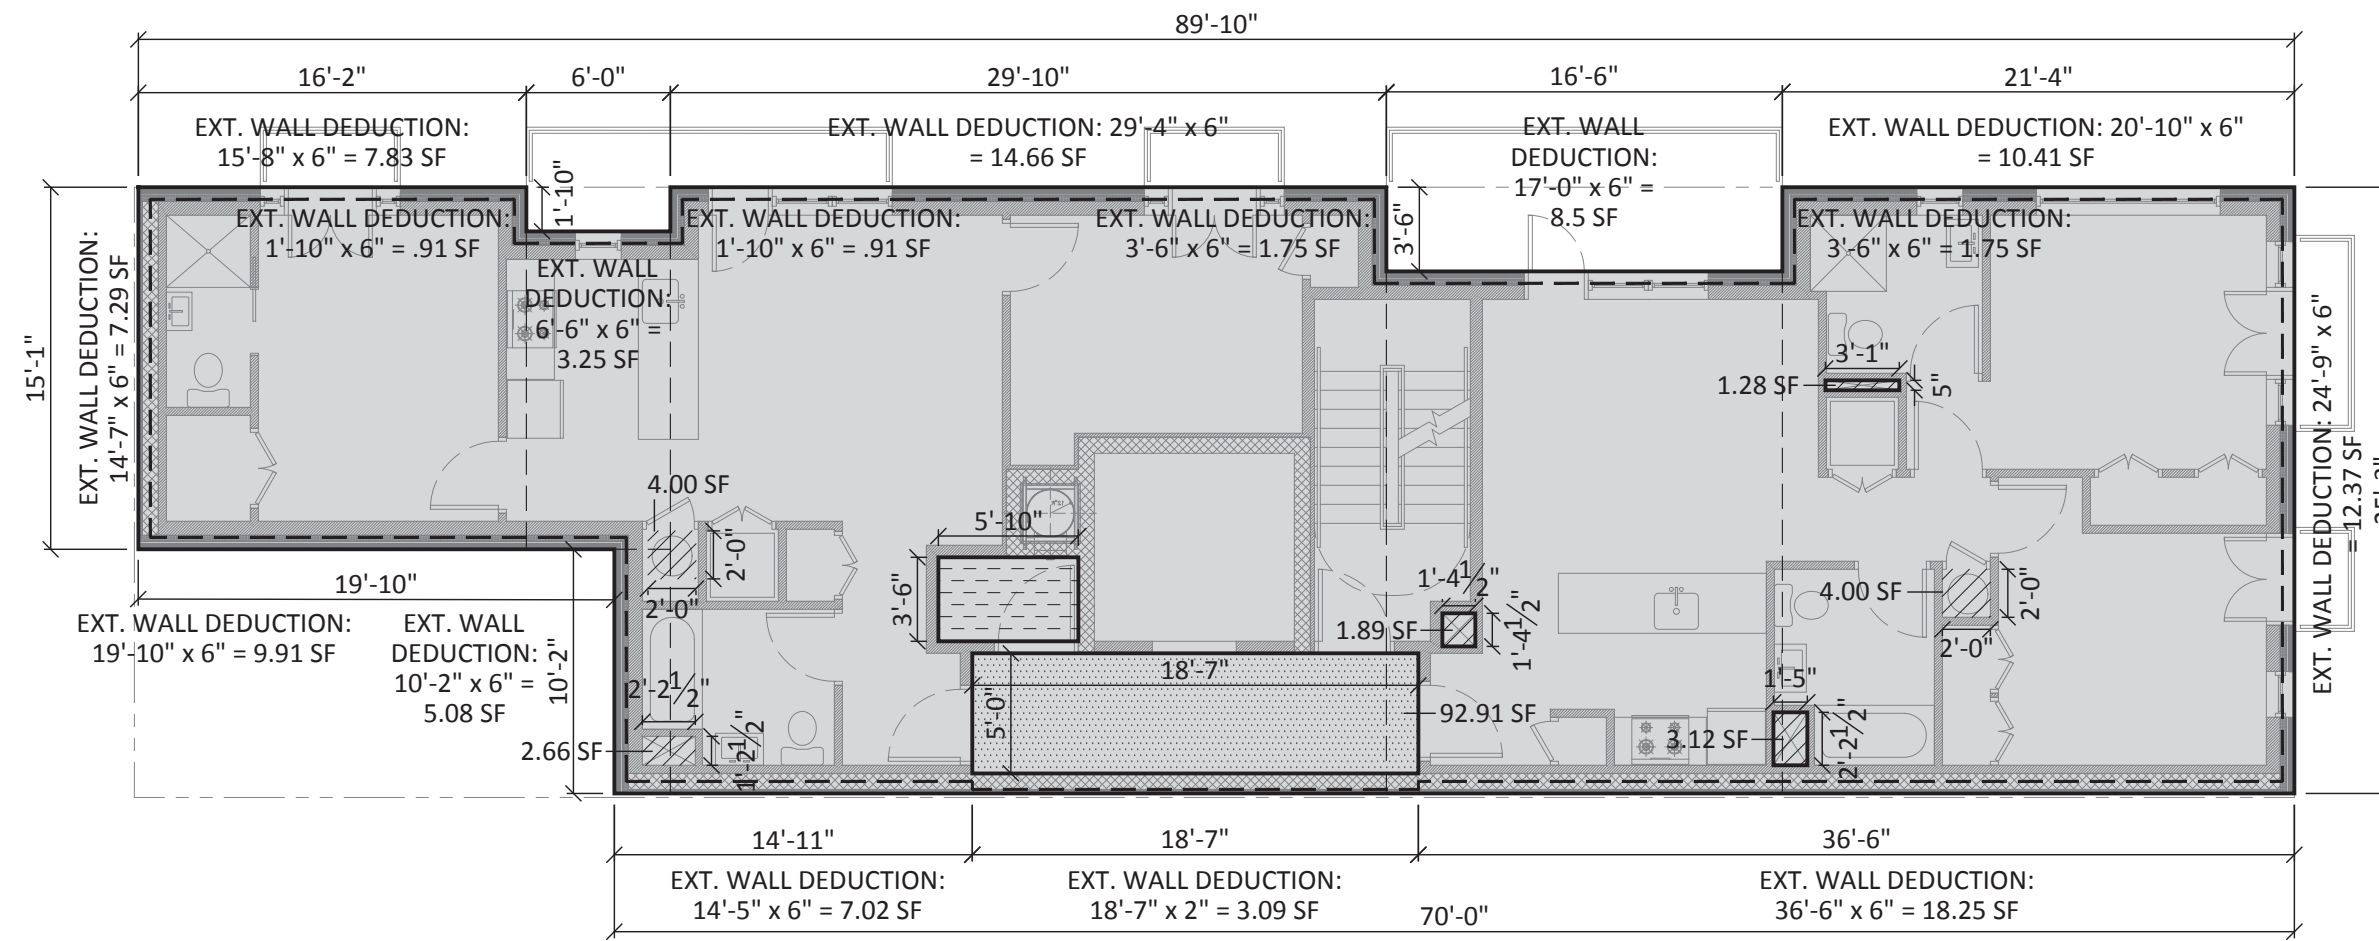 89'-10"
16'-2"
6'-0"
29'-10"
16'-6"
21'-4"
EXT. WALL DEDUCTION:
15'-8" x 6" = 7.83 SF
EXT. WALL DEDUCTION: 29'-4" x 6"
= 14.66 SF
EXT. WALL
DEDUCTION:
17'-0" x 6" =
8.5 SF
EXT. WALL DEDUCTION: 20'-10" x 6"
= 10.41 SF
1'-10"
3'-6"
EXT. WALL DEDUCTION:
1'-10" x 6" = .91 SF
EXT. WALL DEDUCTION:
1'-10" x 6" = .91 SF
EXT. WALL DEDUCTION:
3'-6" x 6" = 1.75 SF
EXT. WALL DEDUCTION:
3'-6" x 6" = 1.75 SF
EXT. WALL
DEDUCTION:
6'-6" x 6" =
3.25 SF
15'-1"
EXT. WALL DEDUCTION:
14'-7" x 6" = 7.29 SF
3'-1"
1.28 SF
5"
EXT. WALL DEDUCTION: 24'-9" x 6"
= 12.37 SF
4.00 SF
2'-0"
2'-0"
5'-10"
3'-6"
1'-4 1/2"
1'-4 1/2"
1.89 SF
4.00 SF
2'-0"
2'-0"
19'-10"
EXT. WALL DEDUCTION:
19'-10" x 6" = 9.91 SF
EXT. WALL
DEDUCTION:
10'-2" x 6" =
5.08 SF
10'-2"
2'-2 1/2"
1'-2 1/2"
2.66 SF
18'-7"
5'-0"
92.91 SF
1'-5"
3.12 SF
2'-2 1/2"
14'-11"
18'-7"
36'-6"
EXT. WALL DEDUCTION:
14'-5" x 6" = 7.02 SF
EXT. WALL DEDUCTION:
18'-7" x 2" = 3.09 SF
EXT. WALL DEDUCTION:
36'-6" x 6" = 18.25 SF
70'-0"